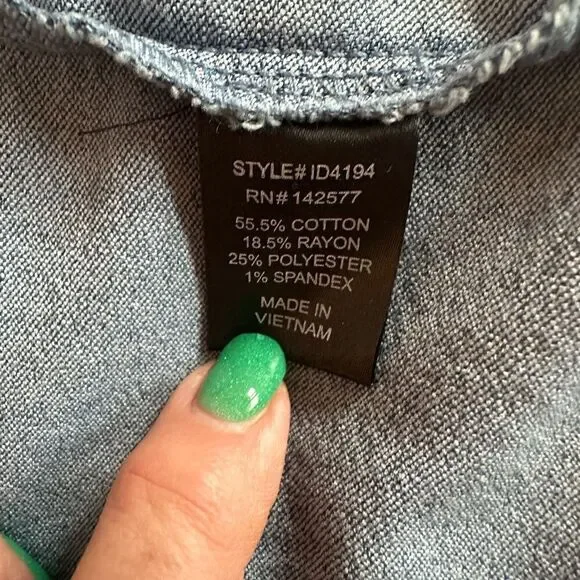 STYLE# ID4194
RN# 142577
55.5% COTTON
18.5% RAYON
25% POLYESTER
1% SPANDEX
MADE IN
VIETNAM